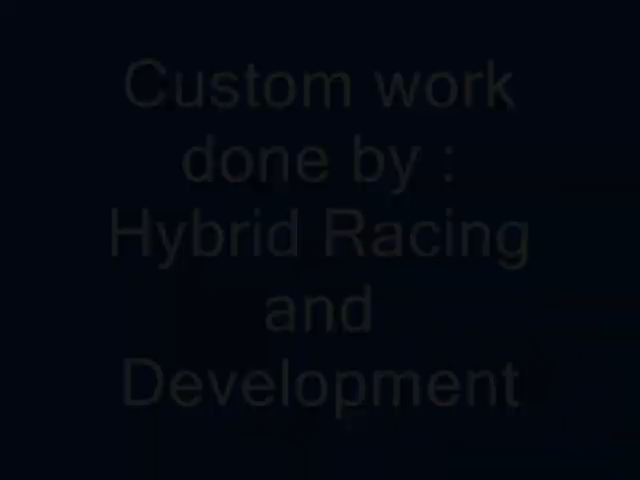 Custom work
done by :
Hybrid Racing
and
Development